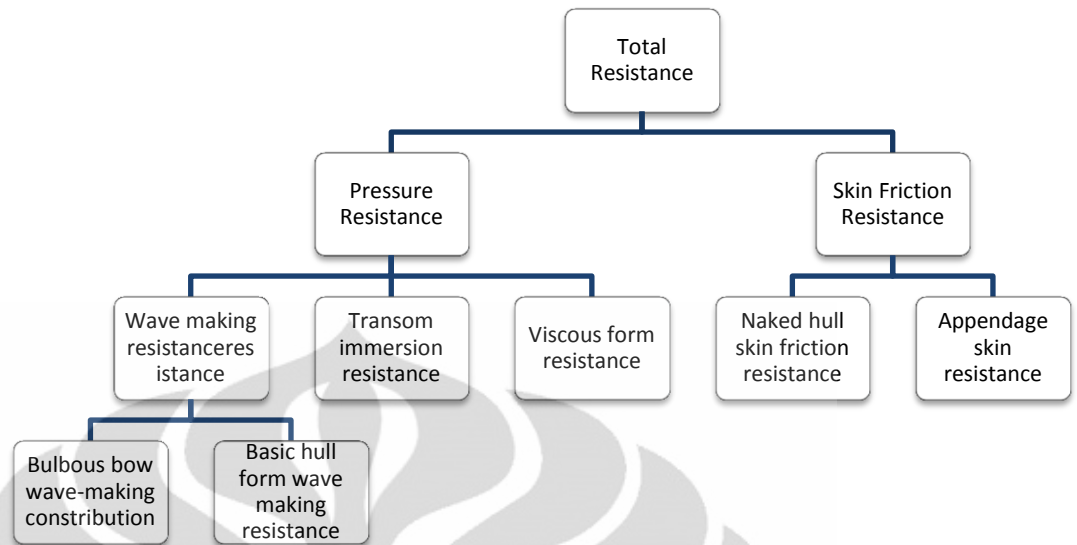 Total
Resistance
Pressure
Resistance
Skin Friction
Resistance
Wave making
resistanceres
istance
Transom
immersion
resistance
Viscous form
resistance
Naked hull
skin friction
resistance
Appendage
skin
resistance
Bulbous bow
wave-making
constribution
Basic hull
form wave
making
resistance